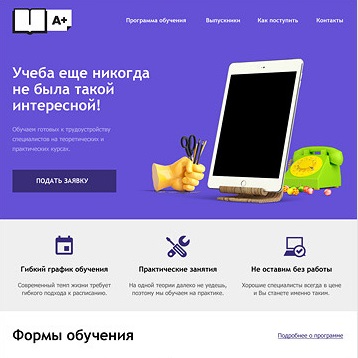 A+
Программа обучения Выпускники Как поступить Контакты
Учеба еще никогда
не была такой
интересной!
Обучаем готовых к трудоустройству
специалистов на теоретических и
практических курсах.
ПОДАТЬ ЗАЯВКУ
Гибкий график обучения
Современный темп жизни требует
гибкого подхода к расписанию.
Практические занятия
На одной теории далеко не уедешь,
поэтому мы обучаем на практике.
Не оставим без работы
Хорошие специалисты всегда в цене
и Вы станете именно таким.
Формы обучения
Подробнее о программе